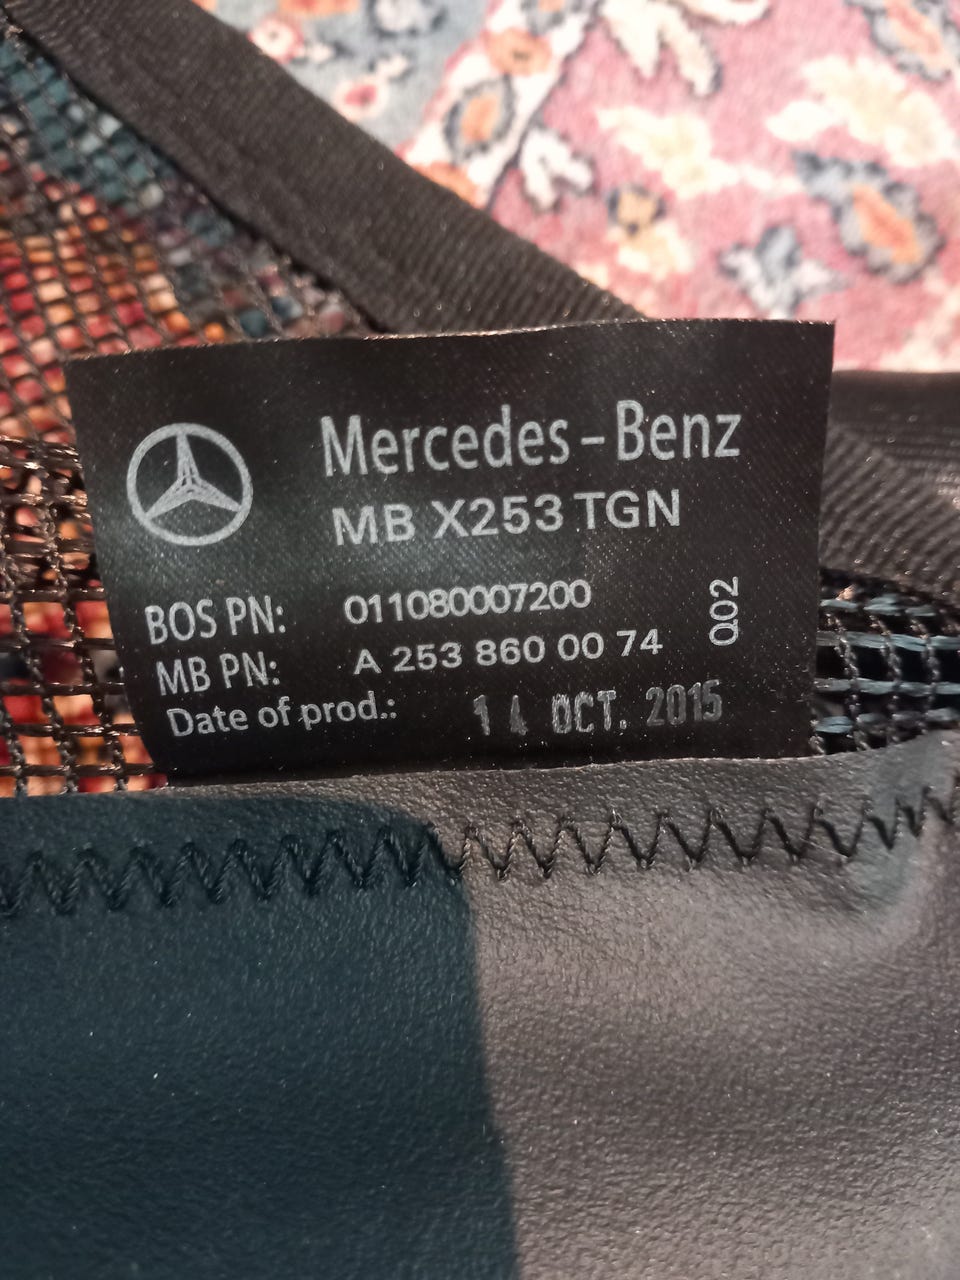 Mercedes-Benz
MB X253 TGN
BOS PN: 011080007200
MB PN: A 253 860 00 74
Q02
Date of prod.: 14 OCT. 2015